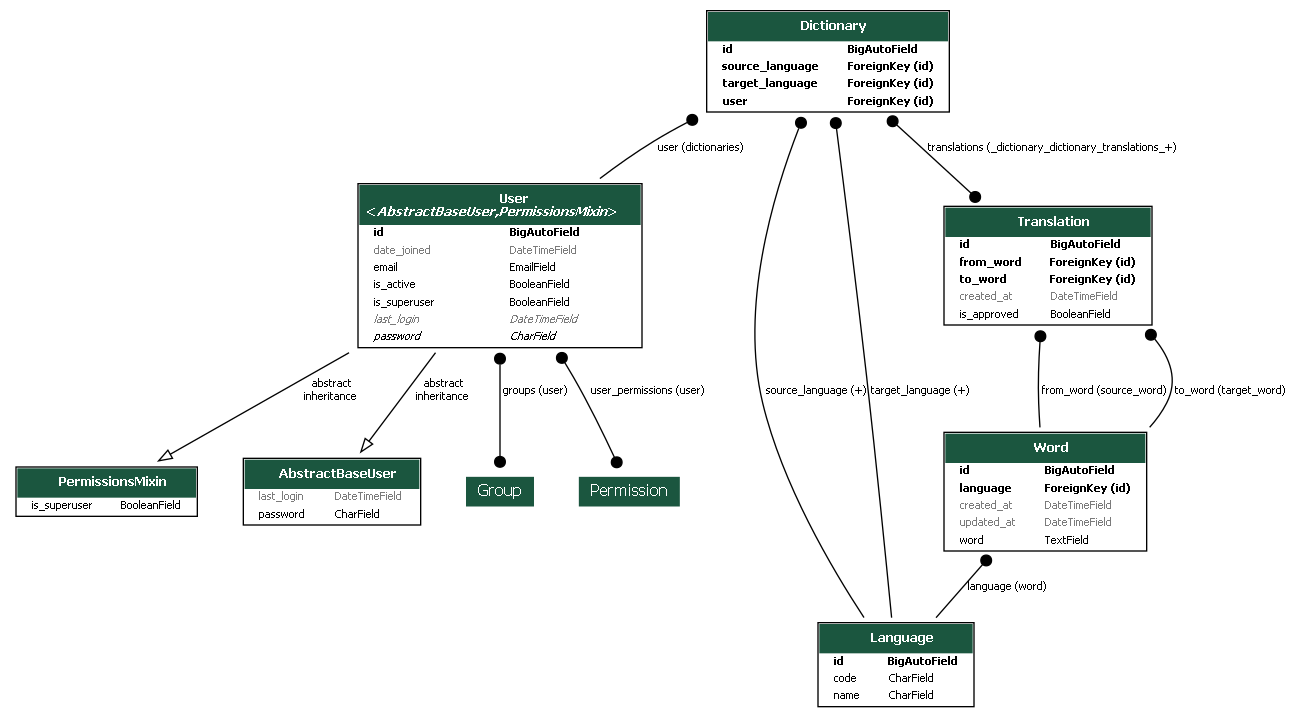 Dictionary
id BigAutoField
source_language ForeignKey (id)
target_language ForeignKey (id)
user ForeignKey (id)
user (dictionaries)
translations (_dictionary_dictionary_translations_+)
User
<AbstractBaseUser,PermissionsMixin>
id BigAutoField
date_joined DateTimeField
email EmailField
is_active BooleanField
is_superuser BooleanField
last_login DateTimeField
password CharField
Translation
id BigAutoField
from_word ForeignKey (id)
to_word ForeignKey (id)
created_at DateTimeField
is_approved BooleanField
abstract
inheritance
abstract
inheritance
groups (user)
user_permissions (user)
source_language (+)
target_language (+)
from_word (source_word)
to_word (target_word)
PermissionsMixin
is_superuser BooleanField
AbstractBaseUser
last_login DateTimeField
password CharField
Group
Permission
Word
id BigAutoField
language ForeignKey (id)
created_at DateTimeField
updated_at DateTimeField
word TextField
language (word)
Language
id BigAutoField
code CharField
name CharField